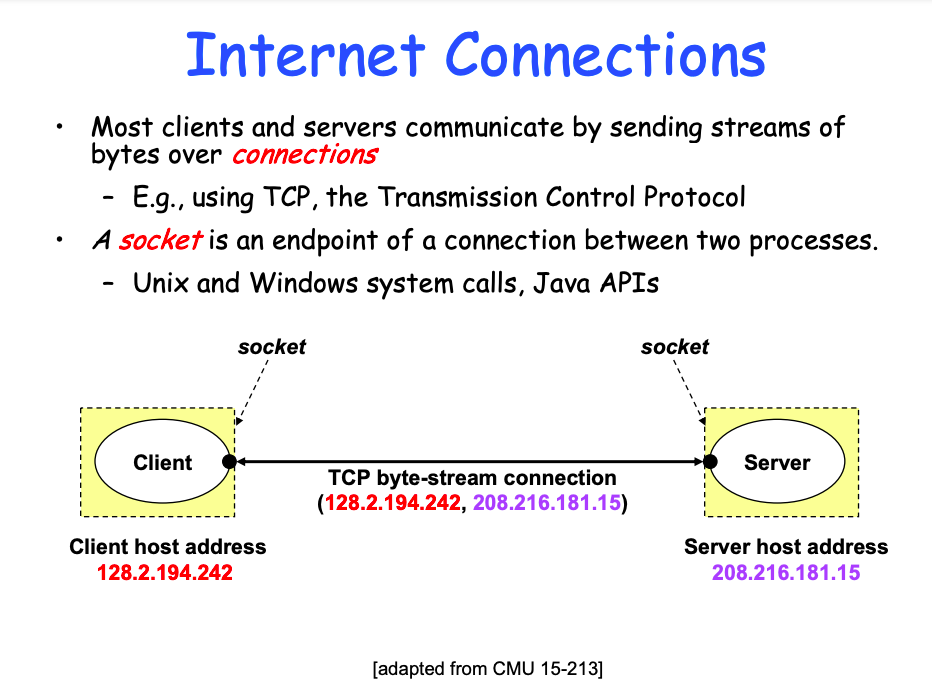 Internet Connections
• Most clients and servers communicate by sending streams of
bytes over connections
– E.g., using TCP, the Transmission Control Protocol
• A socket is an endpoint of a connection between two processes.
– Unix and Windows system calls, Java APIs
socket
socket
Client
Server
TCP byte-stream connection
(128.2.194.242, 208.216.181.15)
Client host address
128.2.194.242
Server host address
208.216.181.15
[adapted from CMU 15-213]